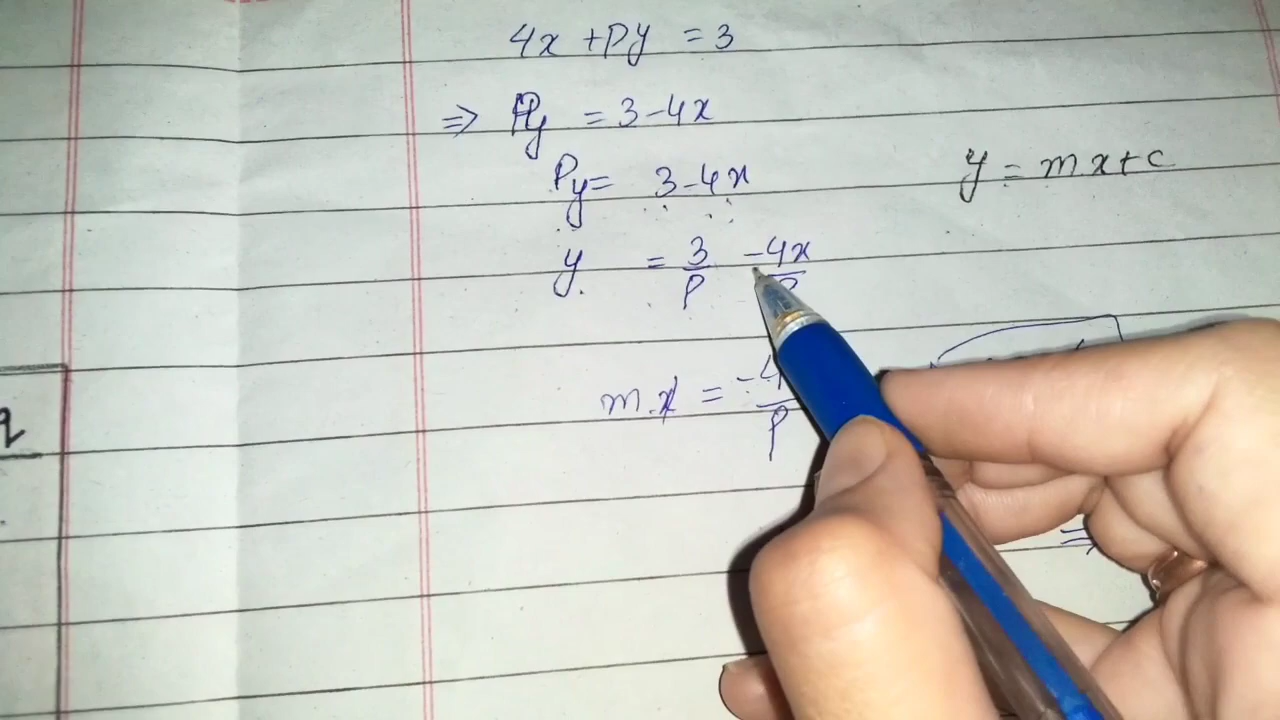 4x + py = 3
⇒ Py = 3 - 4x
Py = 3 - 4x
y = mx + c
y = 3/P - 4x/P
m.x = -4
P
q